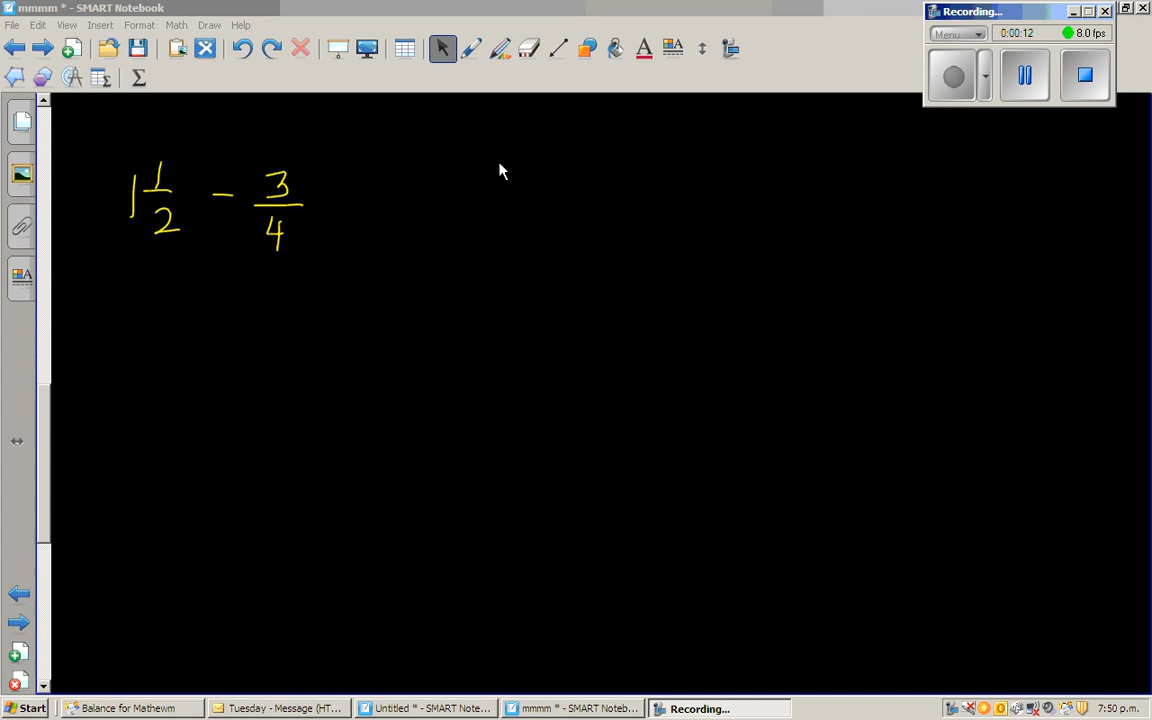 mmmm * - SMART Notebook
Recording...
File Edit View Insert Format Math Draw Help
Menu 0:00:12 8.0 fps
1 1/2 - 3/4
Start Balance for Mathewm Tuesday - Message (HT... Untitled * - SMART Note... mmmm * - SMART Noteb... Recording... 7:50 p.m.